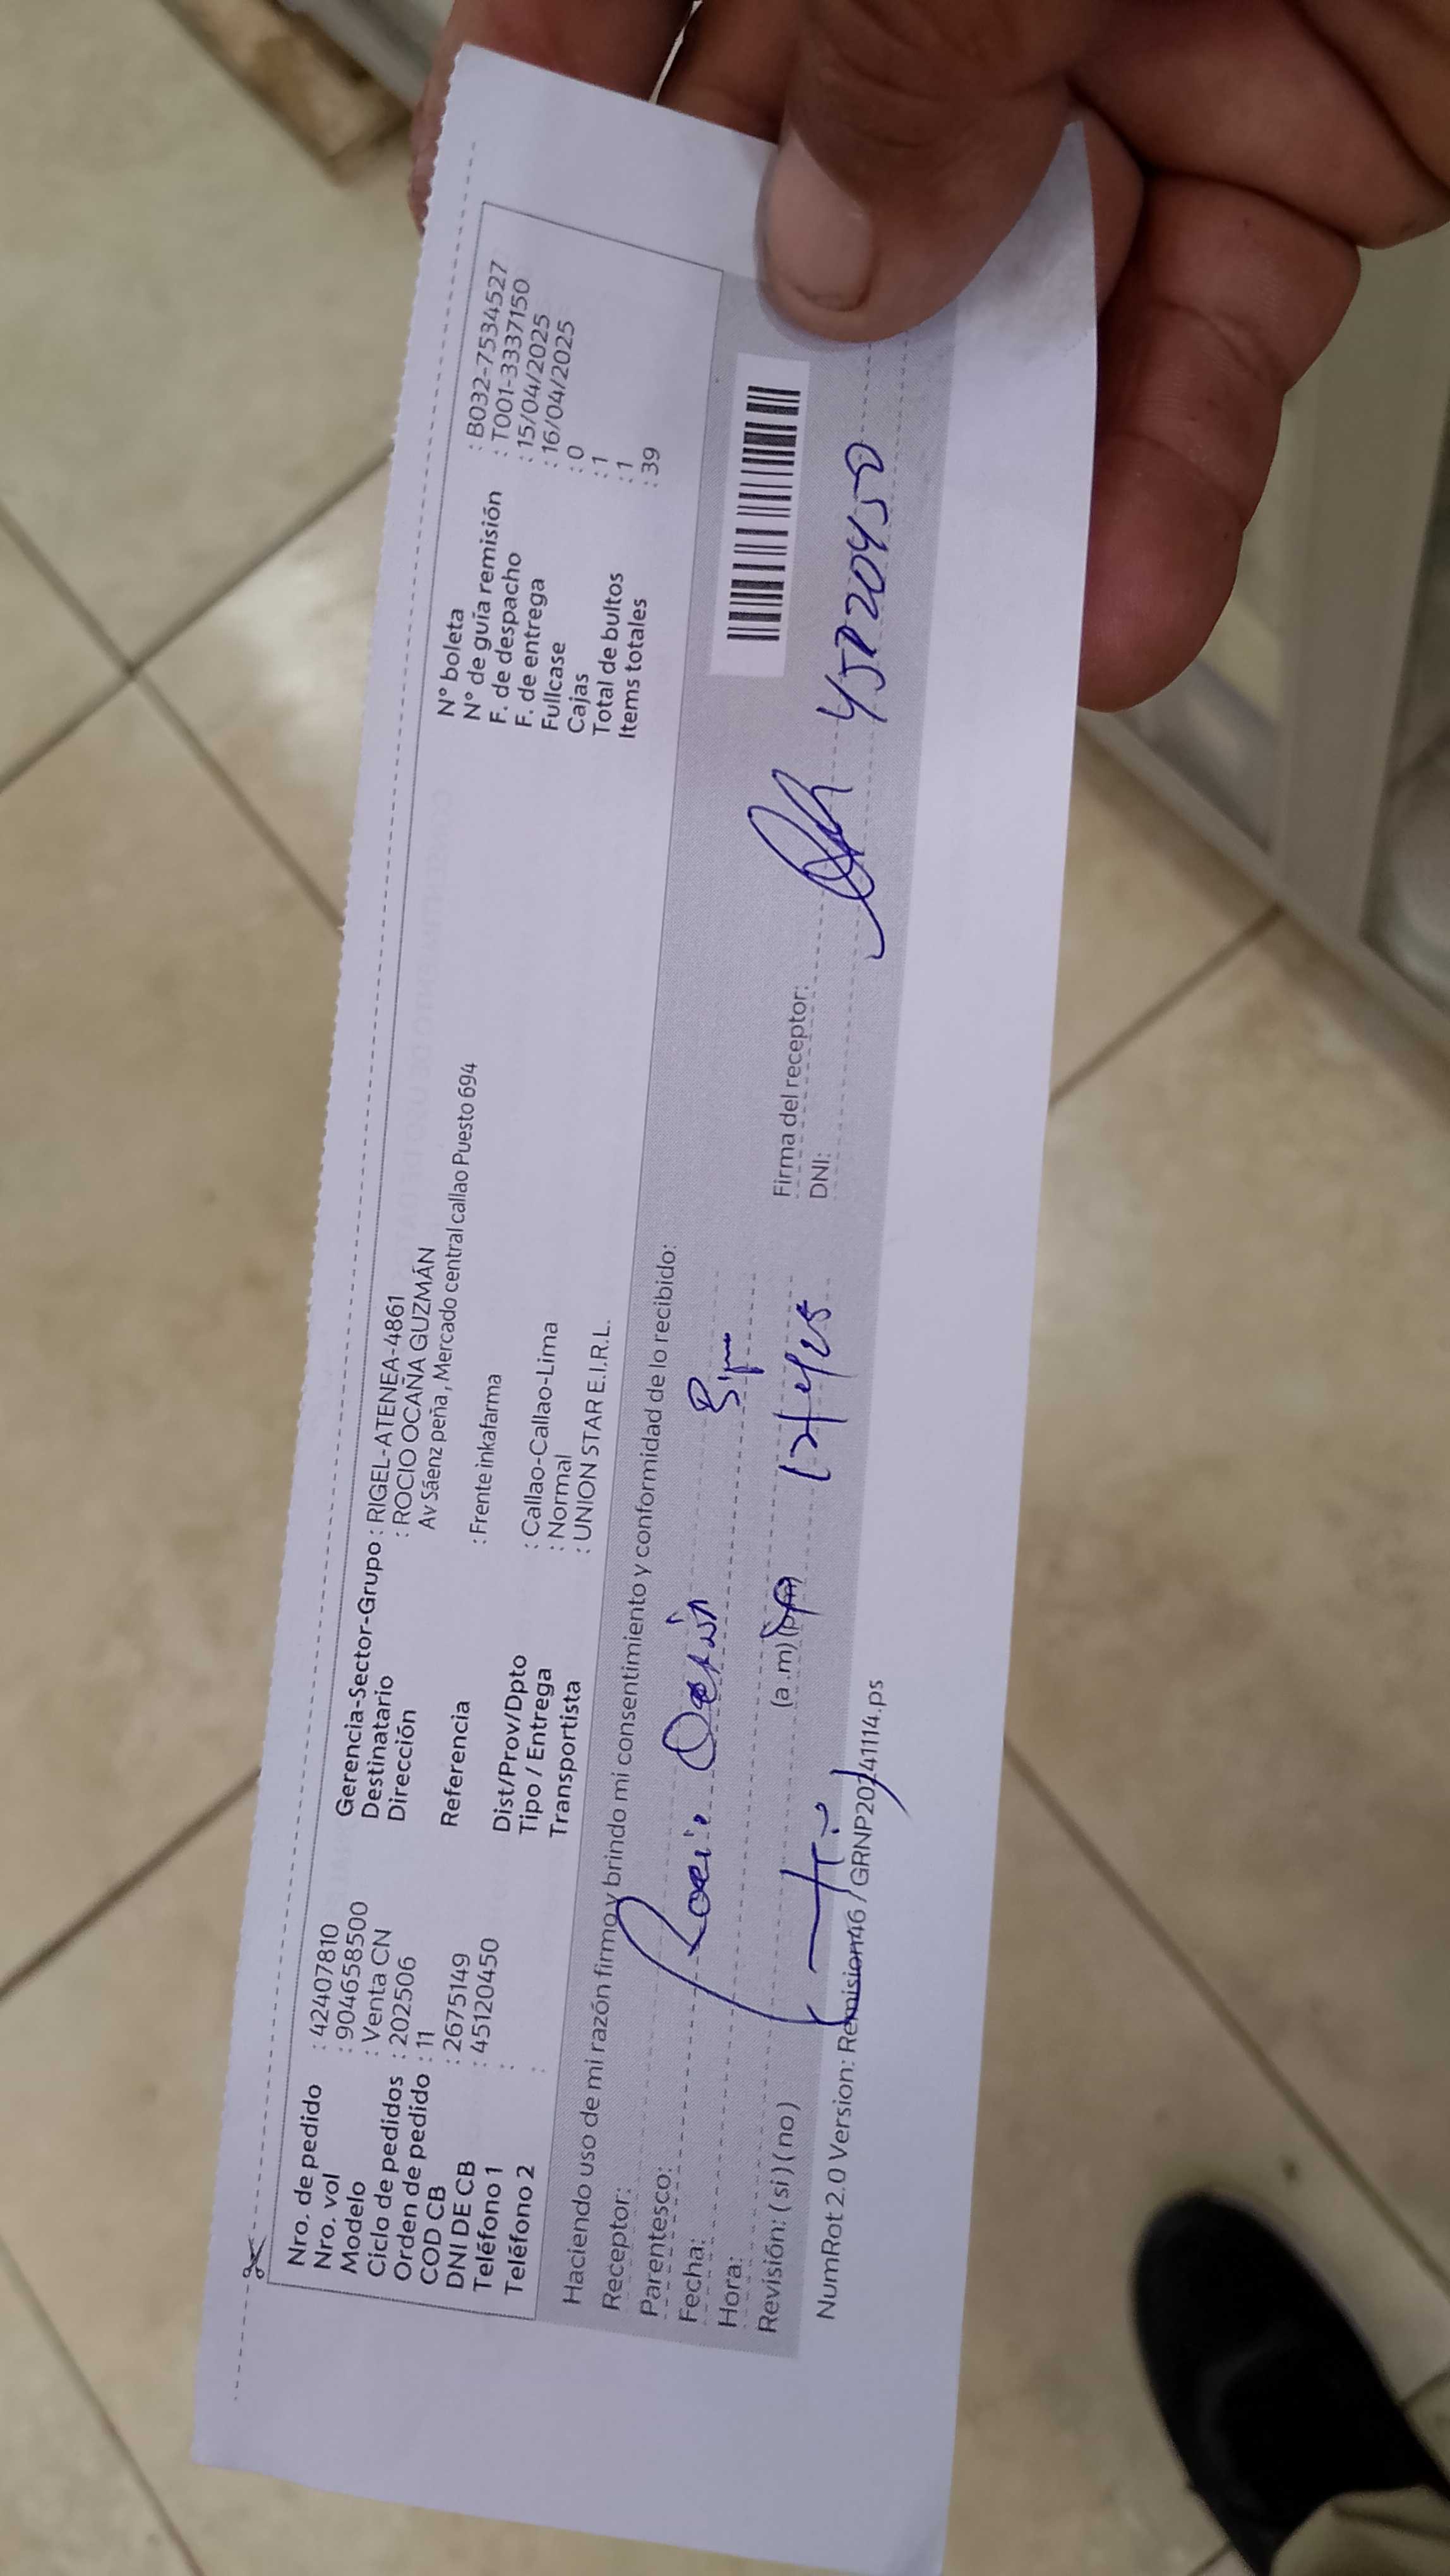 Nro. de pedido : 42407810
Nro. vol : 904658500
Modelo : Venta CN
Ciclo de pedidos : 202506
Orden de pedido : 11
COD CB : 2675149
DNI DE CB : 45120450
Teléfono 1 :
Teléfono 2 :
Gerencia-Sector-Grupo : RIGEL-ATENEA-4861
Destinatario : ROCIO OCAÑA GUZMÁN
Dirección Av Sáenz peña , Mercado central callao Puesto 694
Referencia : Frente inkafarma
Dist/Prov/Dpto : Callao-Callao-Lima
Tipo / Entrega : Normal
Transportista : UNION STAR E.I.R.L.
N° boleta : B032-7534527
N° de guía remisión : T001-3337150
F. de despacho : 15/04/2025
F. de entrega : 16/04/2025
Fullcase : 0
Cajas : 1
Total de bultos : 1
Items totales : 39
Haciendo uso de mi razón firmo y brindo mi consentimiento y conformidad de lo recibido:
Receptor: Rocio
Parentesco:
Fecha:
Hora: (a .m) (p.m)
Revisión: ( si ) ( no )
Firma del receptor:
DNI:
NumRot 2.0 Version: Remision46 / GRNP20241114.ps